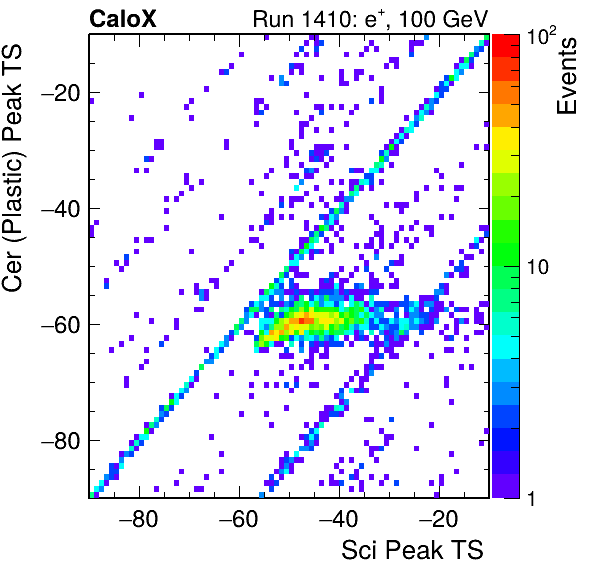 CaloX Run 1410: e⁺, 100 GeV
Cer (Plastic) Peak TS
−20
−40
−60
−80
−80 −60 −40 −20
Sci Peak TS
10²
10
1
Events